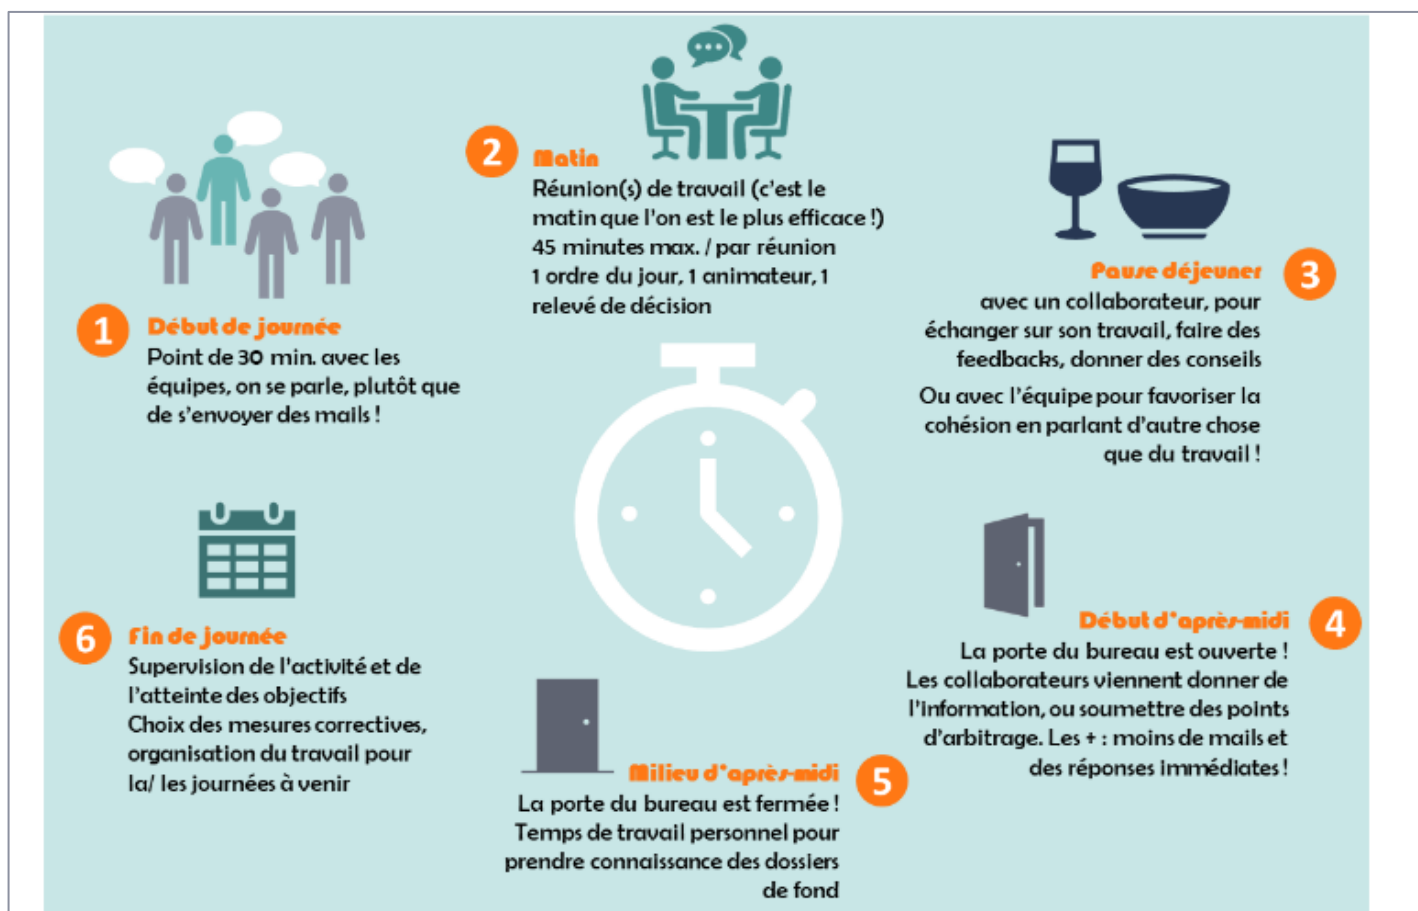 1
Début de journée
Point de 30 min. avec les
équipes, on se parle, plutôt que
de s'envoyer des mails !
2
Matin
Réunion(s) de travail (c'est le
matin que l'on est le plus efficace !)
45 minutes max. / par réunion
1 ordre du jour, 1 animateur, 1
relevé de décision
3
Pause déjeuner
avec un collaborateur, pour
échanger sur son travail, faire des
feedbacks, donner des conseils
Ou avec l'équipe pour favoriser la
cohésion en parlant d'autre chose
que du travail !
4
Début d'après-midi
La porte du bureau est ouverte !
Les collaborateurs viennent donner de
l'information, ou soumettre des points
d'arbitrage. Les + : moins de mails et
des réponses immédiates !
5
Milieu d'après-midi
La porte du bureau est fermée !
Temps de travail personnel pour
prendre connaissance des dossiers
de fond
6
Fin de journée
Supervision de l'activité et de
l'atteinte des objectifs
Choix des mesures correctives,
organisation du travail pour
la/ les journées à venir